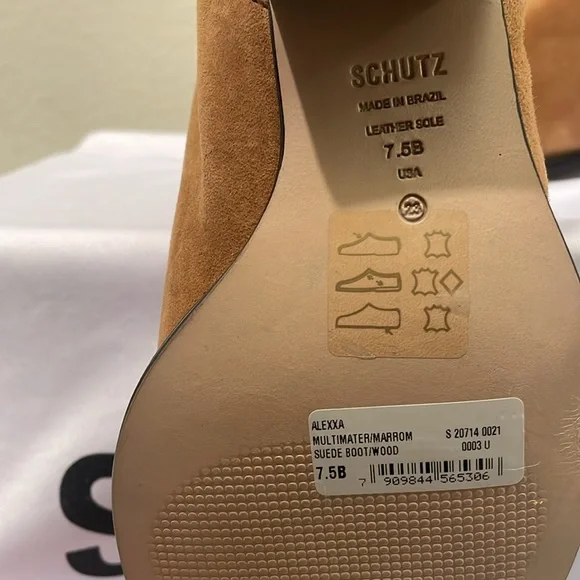 SCHUTZ
MADE IN BRAZIL
LEATHER SOLE
7.5B
USA
23
ALEXXA
MULTIMATER/MARROM S 20714 0021
SUEDE BOOT/WOOD 0003 U
7.5B
7 909844 565306
S